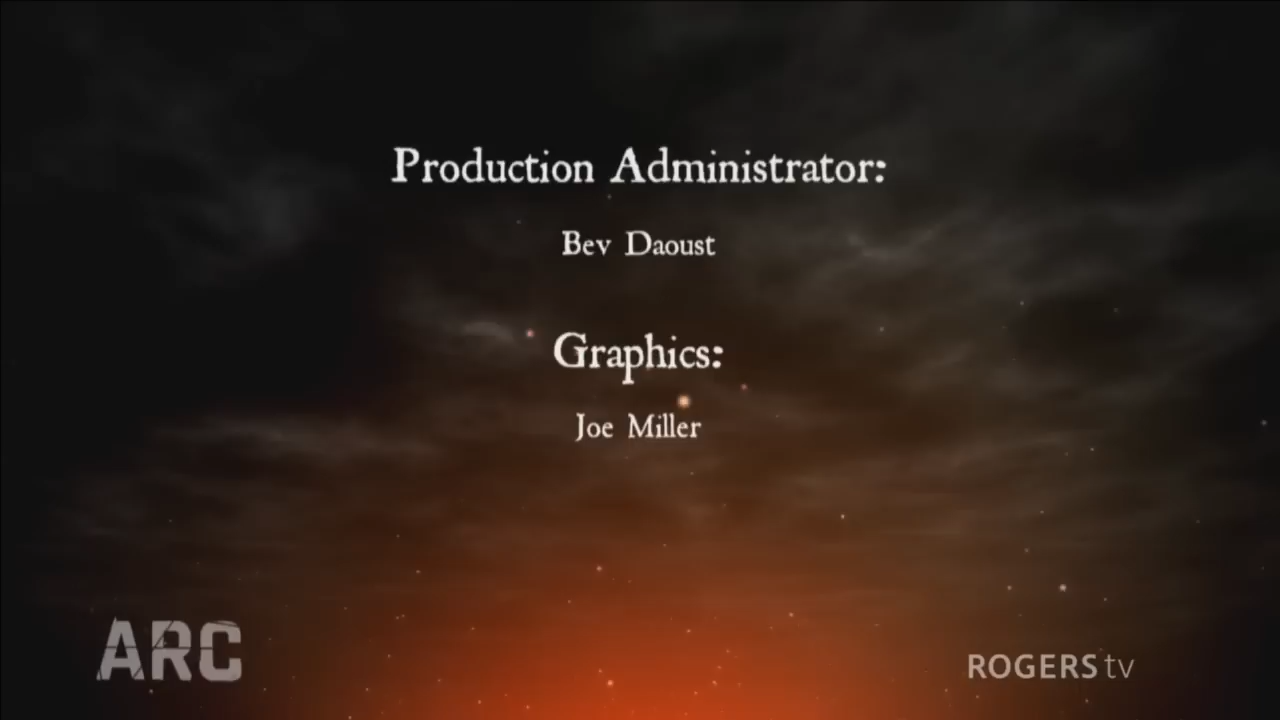 Production Administrator:
Bev Daoust
Graphics:
Joe Miller
ARC
ROGERS tv